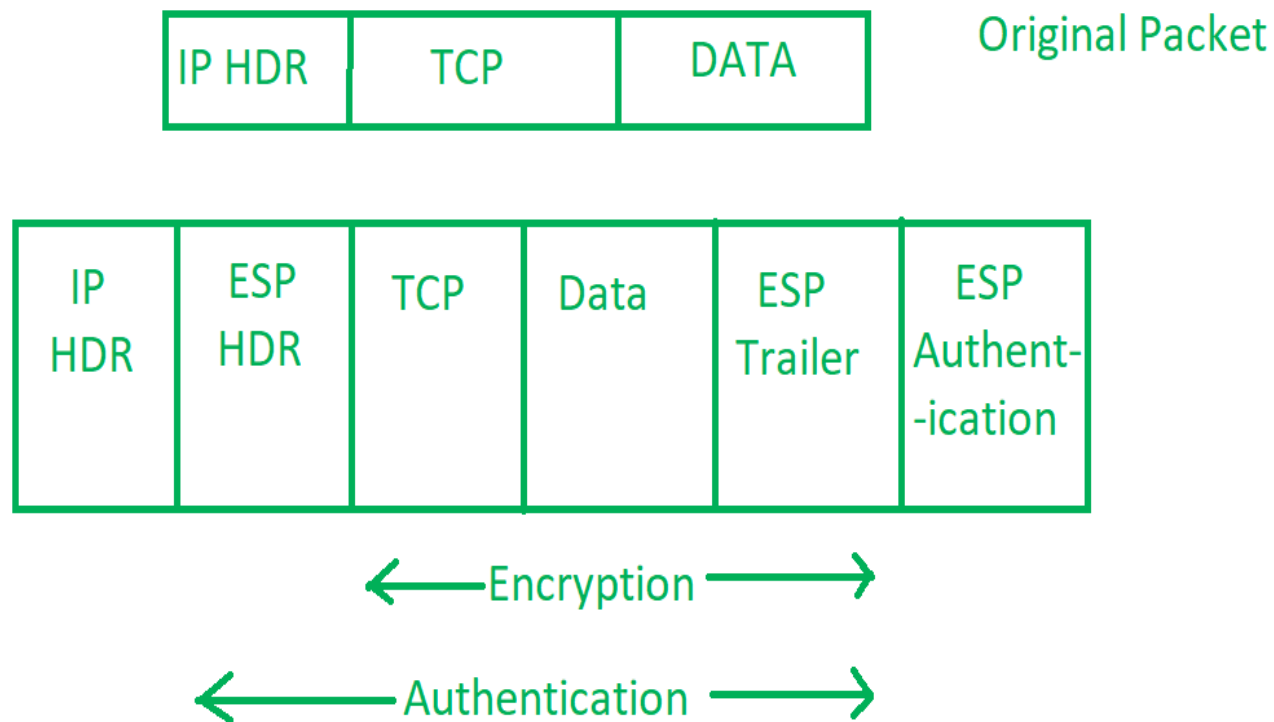 Original Packet
IP HDR
TCP
DATA
IP
HDR
ESP
HDR
TCP
Data
ESP
Trailer
ESP
Authent-
-ication
Encryption
Authentication